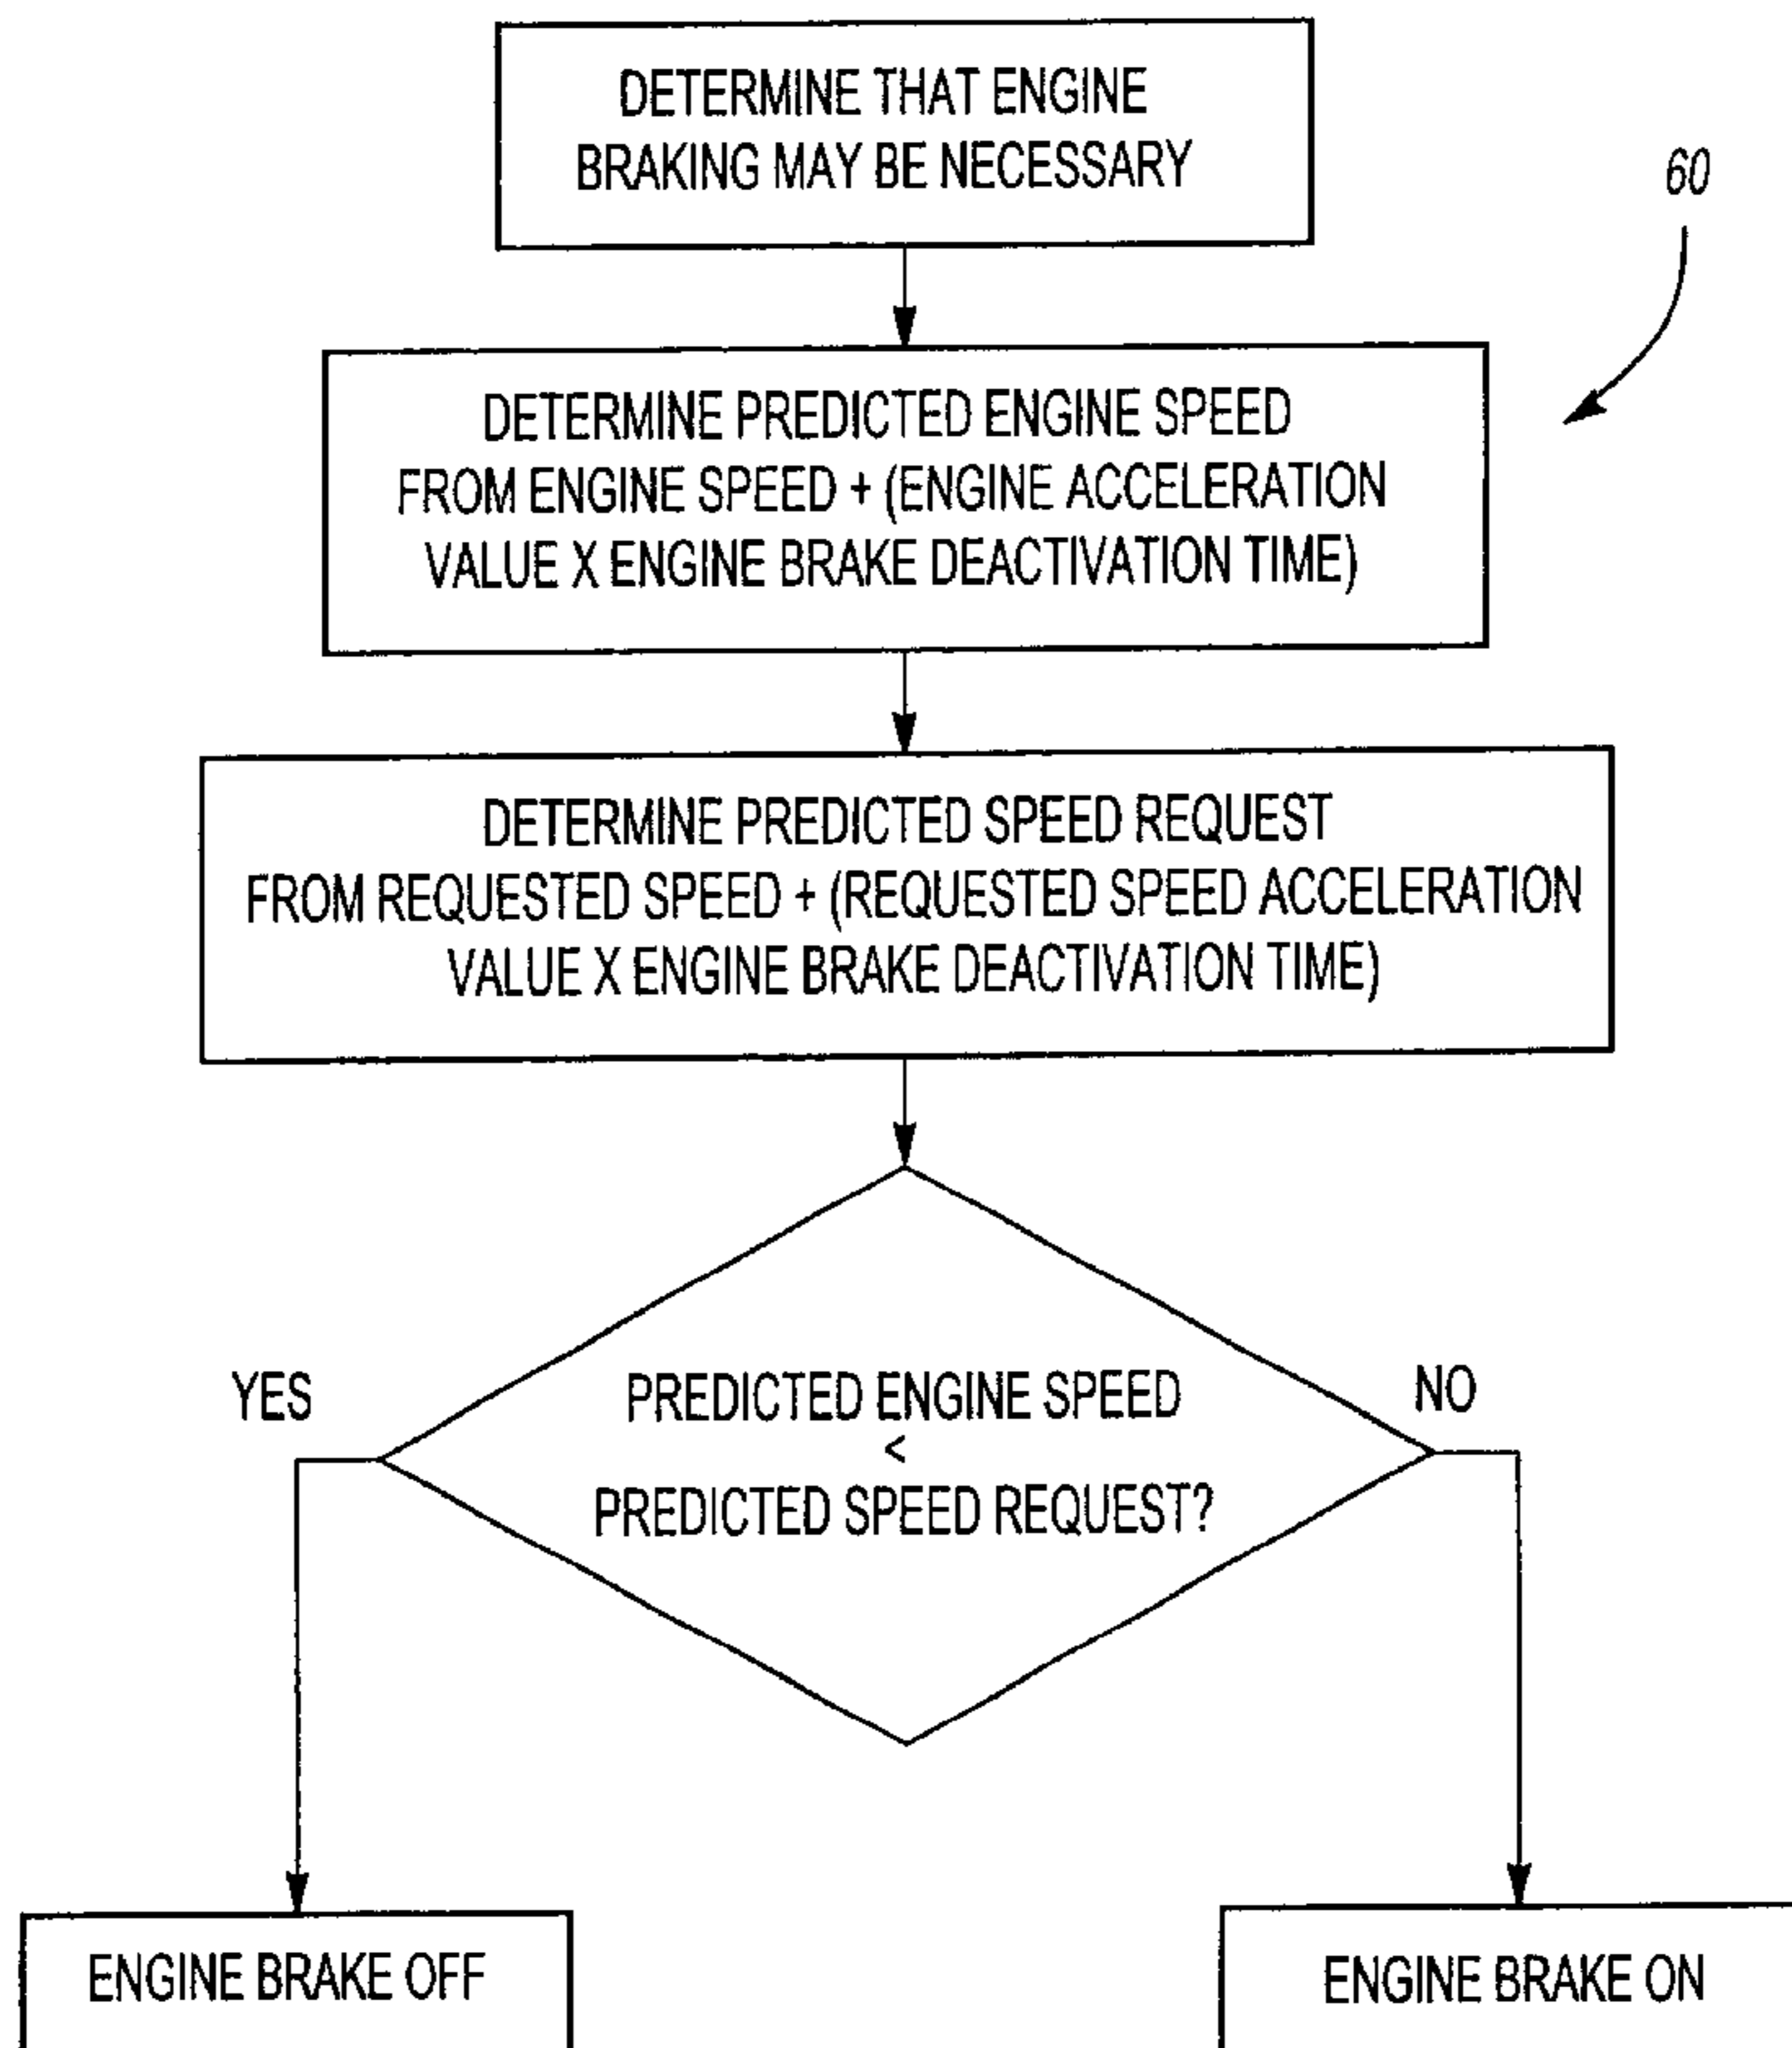 DETERMINE THAT ENGINE
BRAKING MAY BE NECESSARY
60
DETERMINE PREDICTED ENGINE SPEED
FROM ENGINE SPEED + (ENGINE ACCELERATION
VALUE X ENGINE BRAKE DEACTIVATION TIME)
DETERMINE PREDICTED SPEED REQUEST
FROM REQUESTED SPEED + (REQUESTED SPEED ACCELERATION
VALUE X ENGINE BRAKE DEACTIVATION TIME)
YES
NO
PREDICTED ENGINE SPEED
<
PREDICTED SPEED REQUEST?
ENGINE BRAKE OFF
ENGINE BRAKE ON